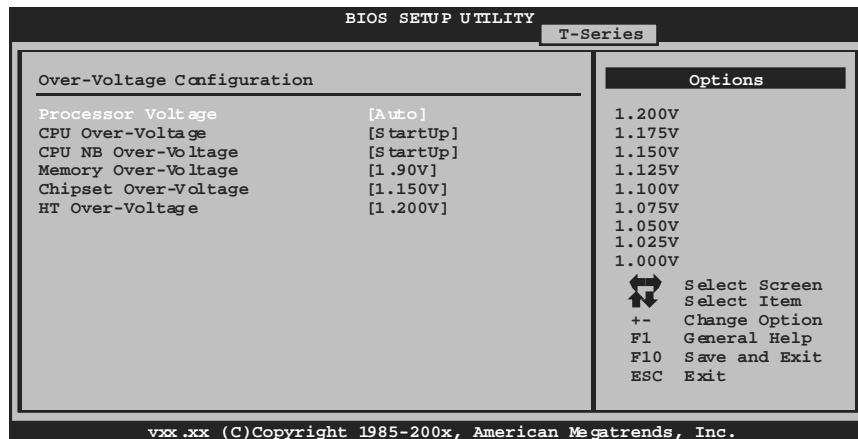 BIOS SETUP UTILITY
T-Series
Over-Voltage Configuration
Processor Voltage [Auto]
CPU Over-Voltage [StartUp]
CPU NB Over-Voltage [StartUp]
Memory Over-Voltage [1.90V]
Chipset Over-Voltage [1.150V]
HT Over-Voltage [1.200V]
Options
1.200V
1.175V
1.150V
1.125V
1.100V
1.075V
1.050V
1.025V
1.000V
Select Screen
Select Item
+- Change Option
F1 General Help
F10 Save and Exit
ESC Exit
vxx.xx (C)Copyright 1985-200x, American Megatrends, Inc.